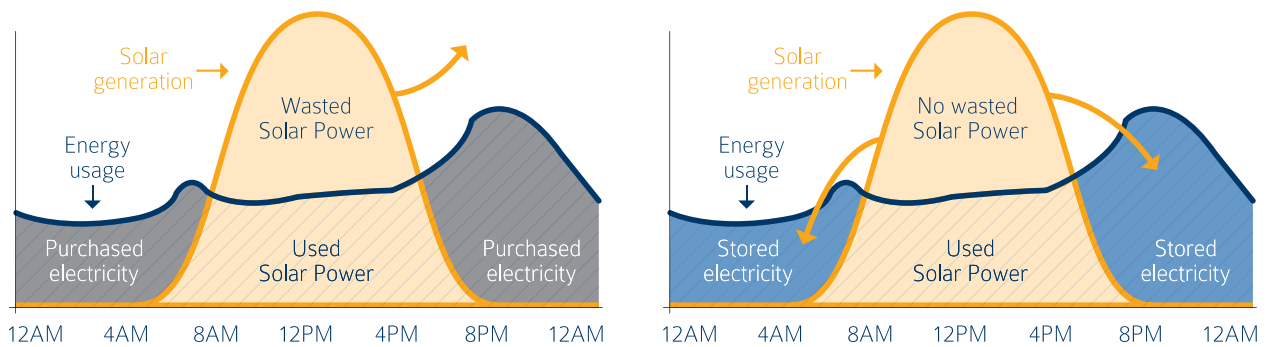 Solar
generation
Wasted
Solar Power
Energy
usage
Purchased
electricity
Used
Solar Power
Purchased
electricity
12AM 4AM 8AM 12PM 4PM 8PM 12AM
Solar
generation
No wasted
Solar Power
Energy
usage
Stored
electricity
Used
Solar Power
Stored
electricity
12AM 4AM 8AM 12PM 4PM 8PM 12AM